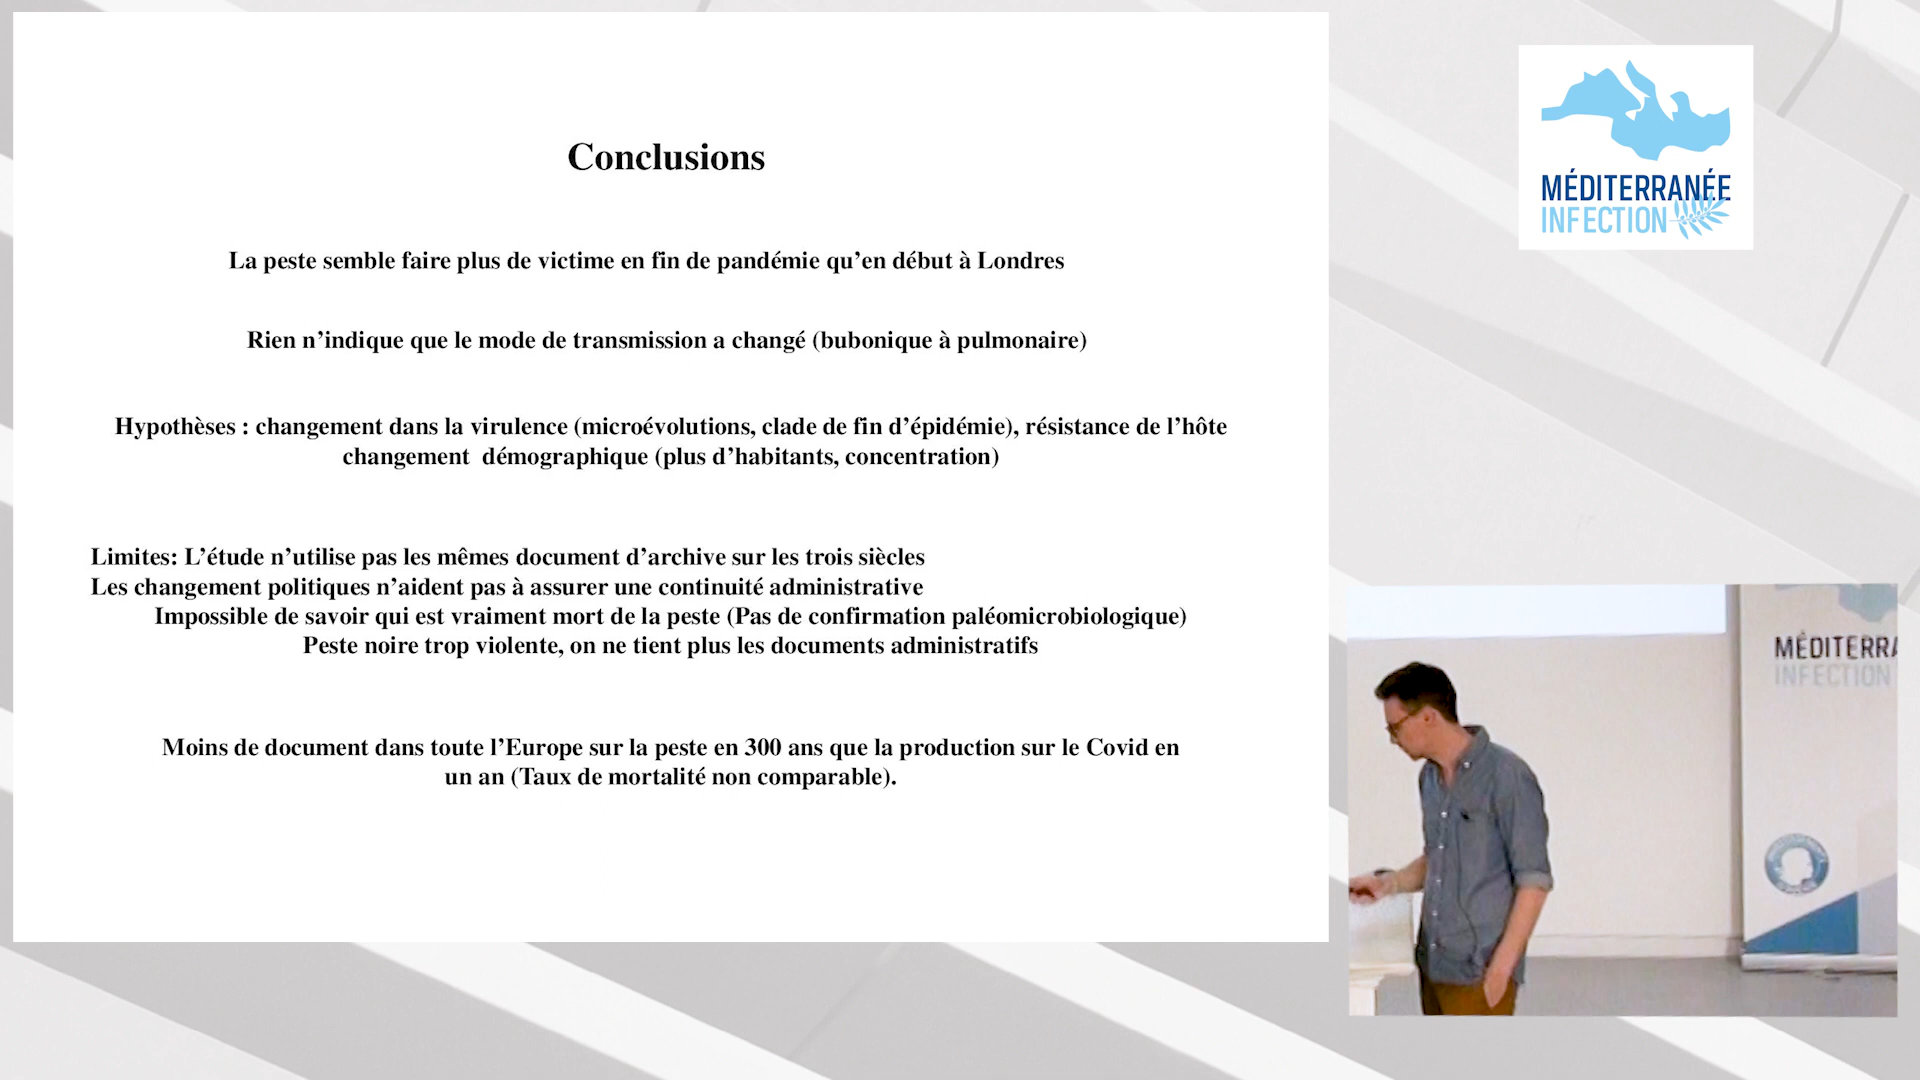 Conclusions
La peste semble faire plus de victime en fin de pandémie qu’en début à Londres
Rien n’indique que le mode de transmission a changé (bubonique à pulmonaire)
Hypothèses : changement dans la virulence (microévolutions, clade de fin d’épidémie), résistance de l’hôte
changement  démographique (plus d’habitants, concentration)
Limites: L’étude n’utilise pas les mêmes document d’archive sur les trois siècles
Les changement politiques n’aident pas à assurer une continuité administrative
Impossible de savoir qui est vraiment mort de la peste (Pas de confirmation paléomicrobiologique)
Peste noire trop violente, on ne tient plus les documents administratifs
Moins de document dans toute l’Europe sur la peste en 300 ans que la production sur le Covid en
un an (Taux de mortalité non comparable).
MÉDITERRANÉE
INFECTION
MÉDITERRA
INFECTION